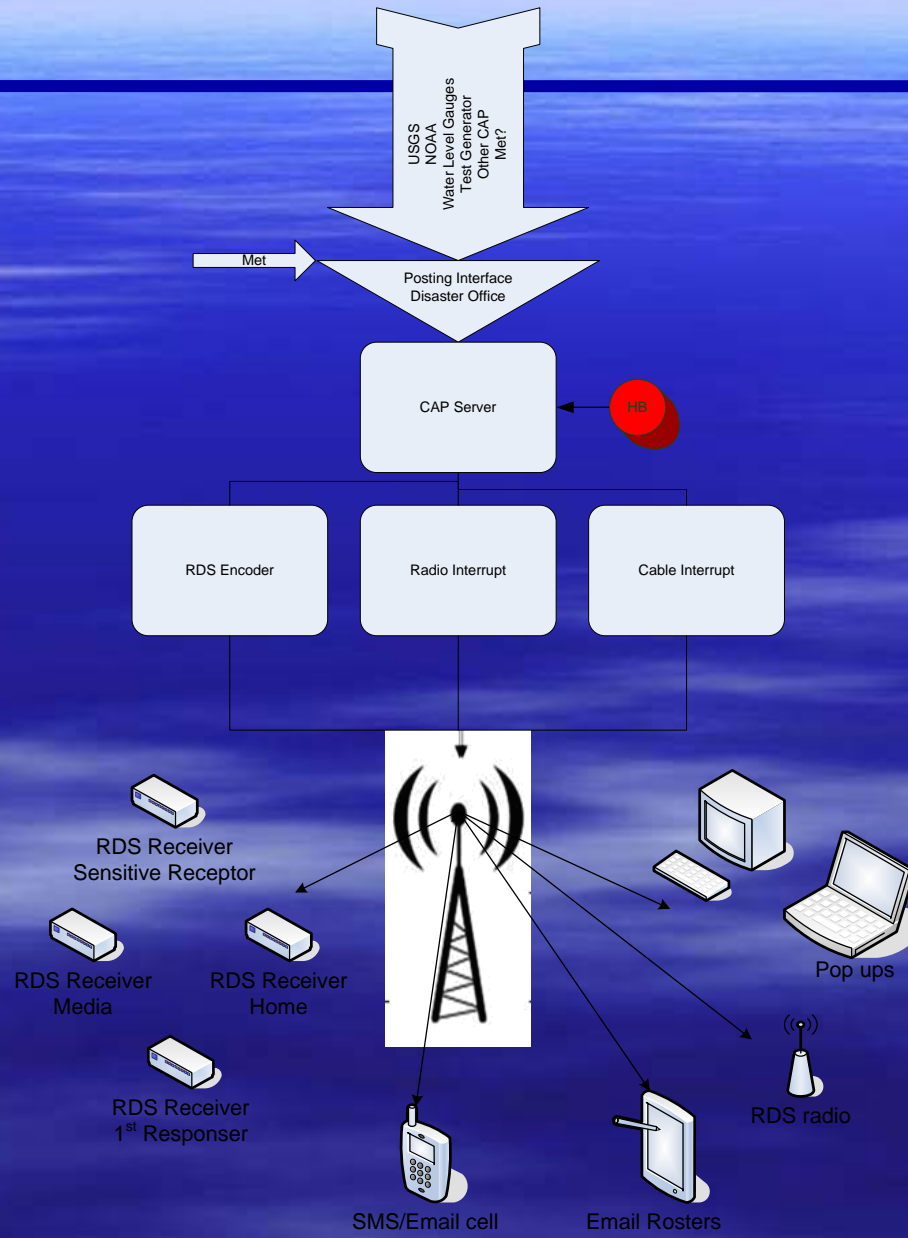 USGS
NOAA
Water Level Gauges
Test Generator
Other CAP
Met?
Met
Posting Interface
Disaster Office
CAP Server
HB
RDS Encoder
Radio Interrupt
Cable Interrupt
RDS Receiver
Sensitive Receptor
RDS Receiver
Media
RDS Receiver
Home
Pop ups
RDS Receiver
1st Responser
RDS radio
SMS/Email cell
Email Rosters